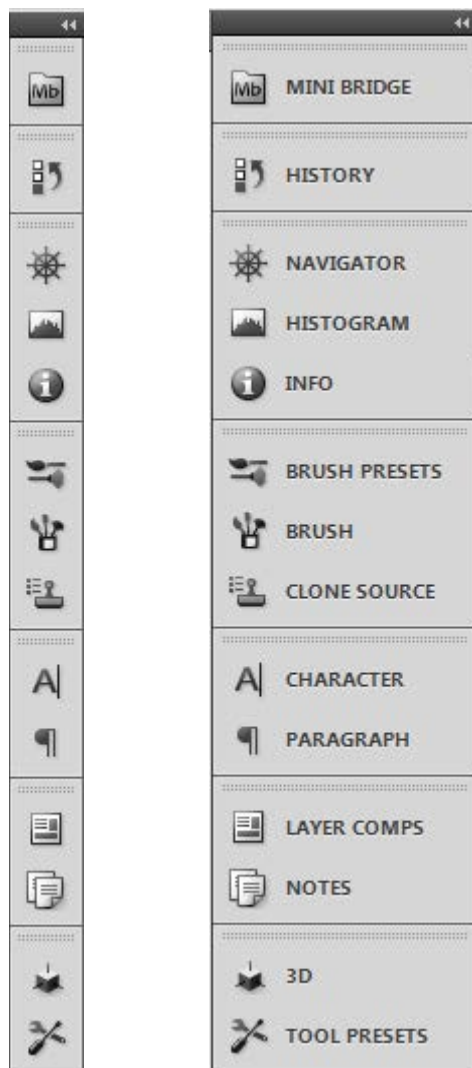 Mb
Mb MINI BRIDGE
HISTORY
NAVIGATOR
HISTOGRAM
INFO
BRUSH PRESETS
BRUSH
CLONE SOURCE
A
A CHARACTER
PARAGRAPH
LAYER COMPS
NOTES
3D
TOOL PRESETS